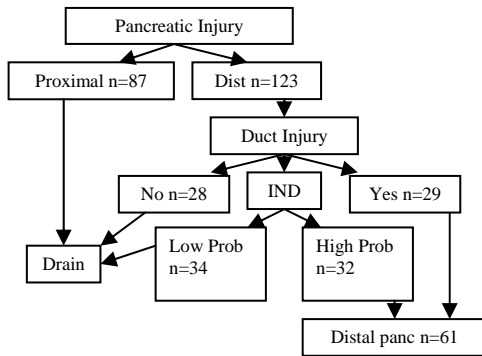 Pancreatic Injury
Proximal n=87
Dist n=123
Duct Injury
No n=28
IND
Yes n=29
Drain
Low Prob
n=34
High Prob
n=32
Distal panc n=61